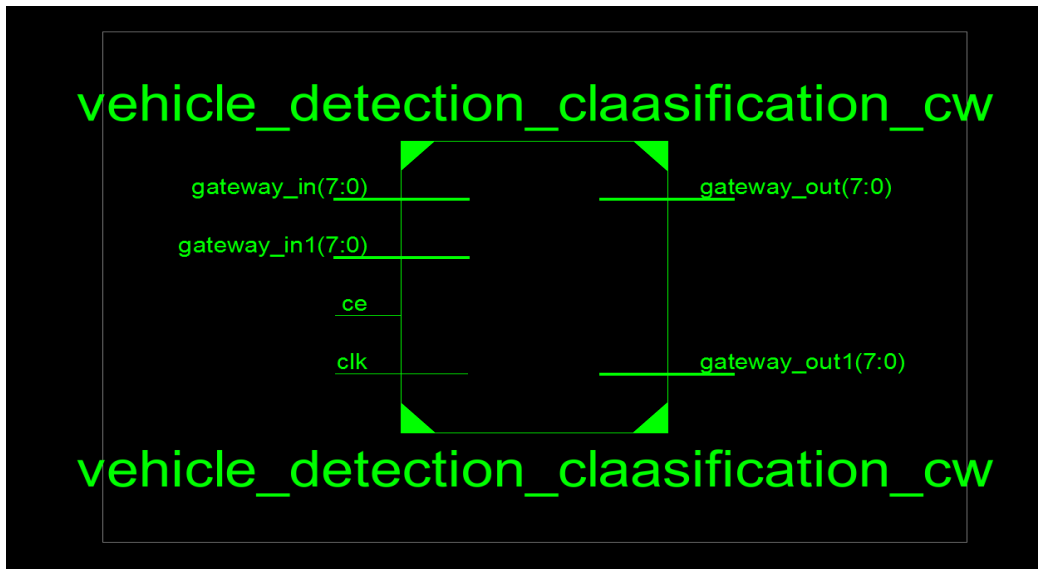 vehicle_detection_claasification_cw
gateway_in(7:0)
gateway_out(7:0)
gateway_in1(7:0)
ce
clk
gateway_out1(7:0)
vehicle_detection_claasification_cw